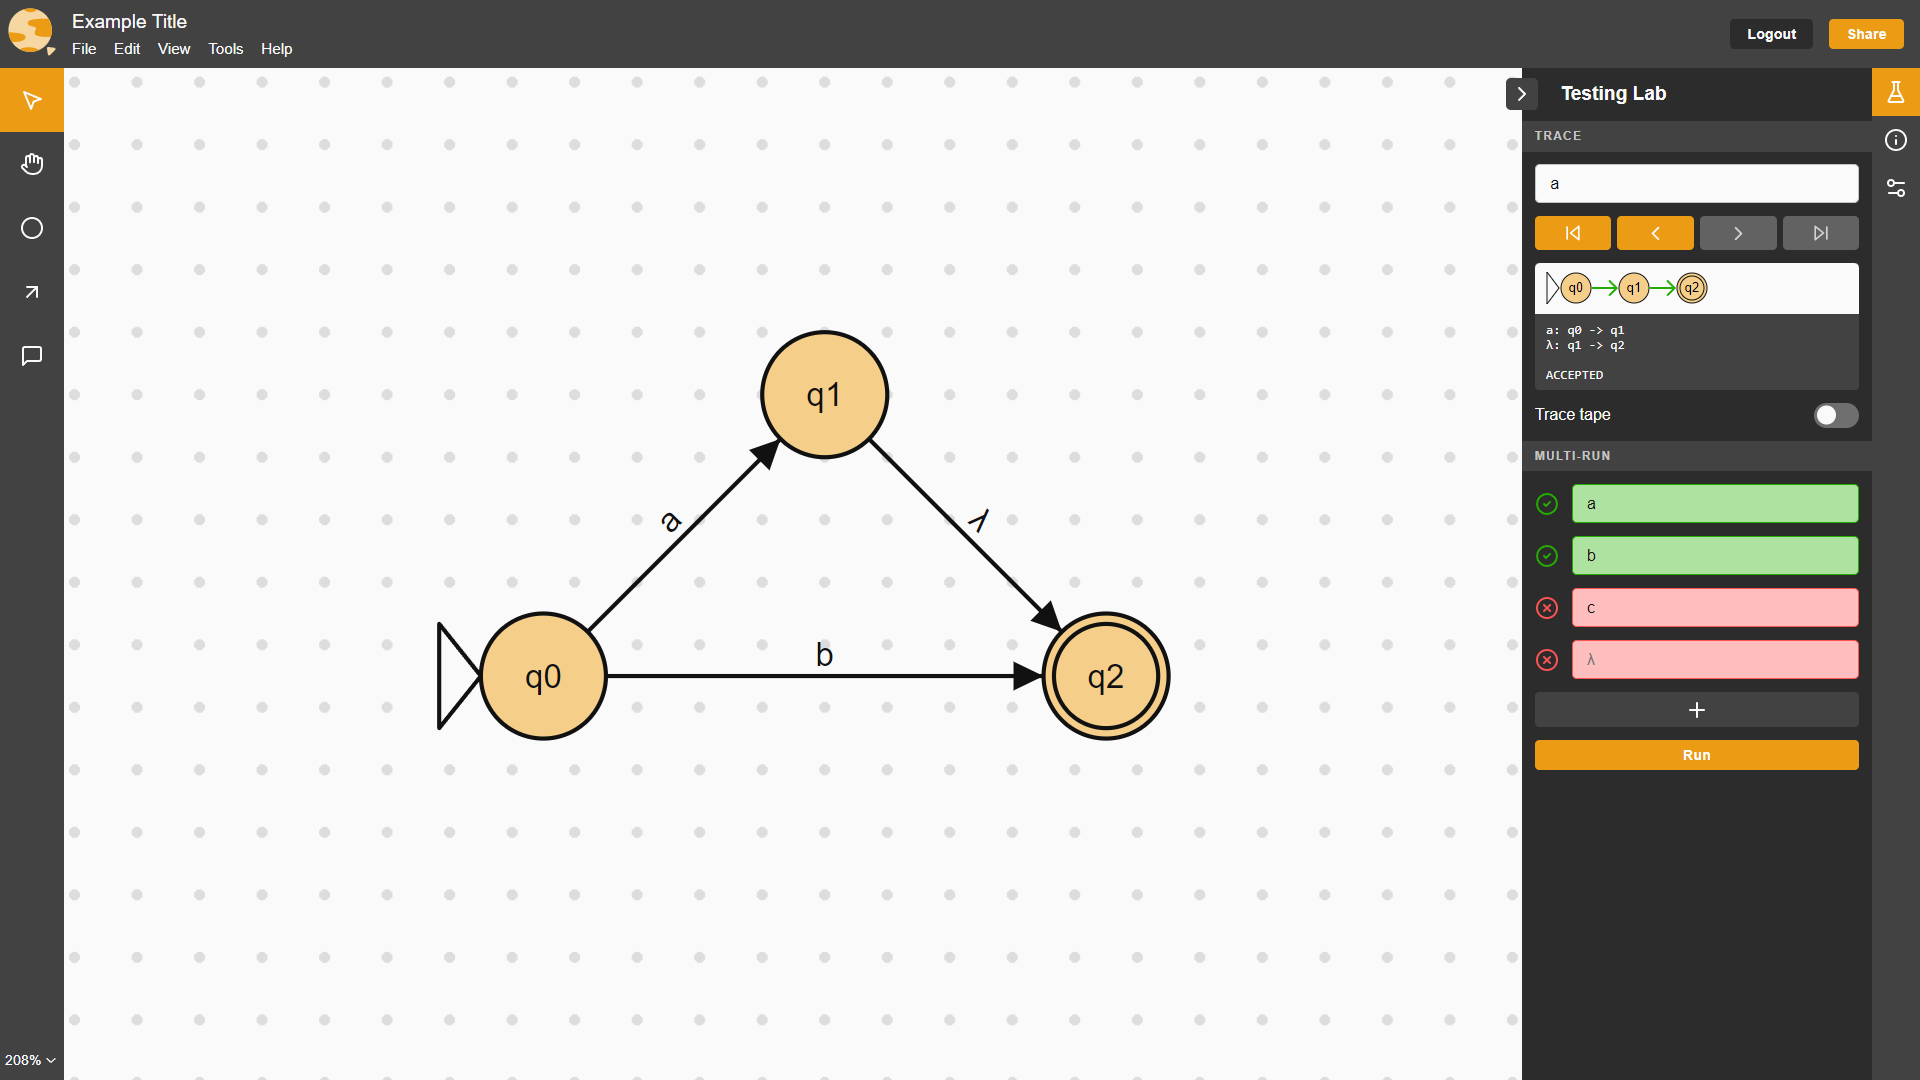 Example Title
File Edit View Tools Help
Logout
Share
Testing Lab
TRACE
a
q0 q1 q2
a: q0 -> q1
λ: q1 -> q2
ACCEPTED
Trace tape
MULTI-RUN
a
b
c
λ
Run
q1
a
λ
b
q0
q2
208%